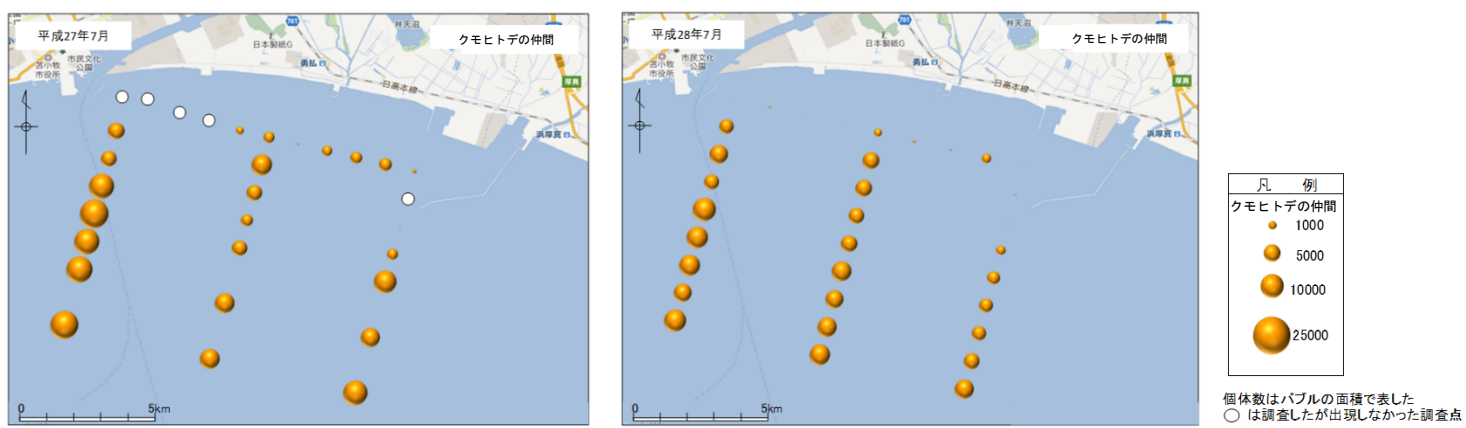 平成27年7月
クモヒトデの仲間
781
弁天沼
日本製紙G
苫小牧
市役所
市民文化
公園
勇払
日高本線
厚真
浜厚真
0
5km
平成28年7月
クモヒトデの仲間
781
弁天沼
日本製紙G
苫小牧
市役所
市民文化
公園
勇払
日高本線
厚真
浜厚真
0
5km
凡 例
クモヒトデの仲間
1000
5000
10000
25000
個体数はバブルの面積で表した
○ は調査したが出現しなかった調査点